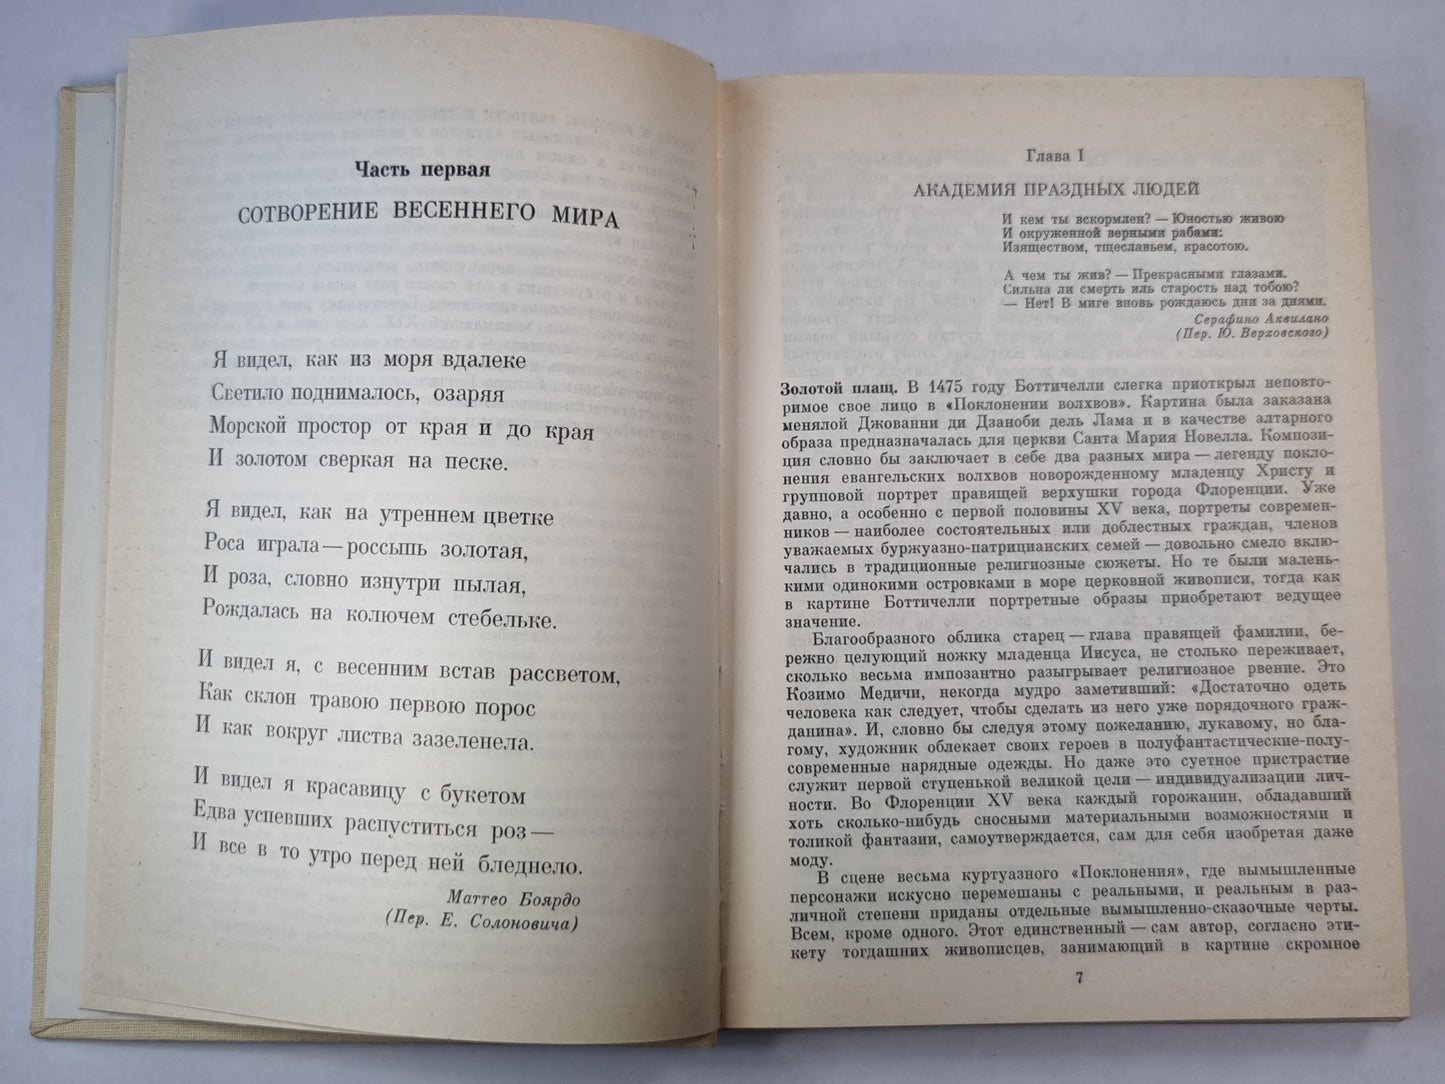 Часть первая
СОТВОРЕНИЕ ВЕСЕННЕГО МИРА
Я видел, как из моря вдалеке
Светило поднималось, озаряя
Морской простор от края и до края
И золотом сверкая на песке.
Я видел, как на утреннем цветке
Роса играла — россыпь золотая,
И роза, словно изнутри пылая,
Рождалась на колючем стебельке.
И видел я, с весенним встав рассветом,
Как склон травою первою порос
И как вокруг листва зазеленела.
И видел я красавицу с букетом
Едва успевших распуститься роз —
И все в то утро перед ней бледнело.
Маттео Боярдо
(Пер. Е. Солоновича)
Глава I
АКАДЕМИЯ ПРАЗДНЫХ ЛЮДЕЙ
И кем ты вскормлен? — Юностью живою
И окруженной верными рабами:
Изяществом, тщеславьем, красотою.
А чем ты жив? — Прекрасными глазами.
Сильна ли смерть иль старость над тобою?
— Нет! В миге вновь рождаюсь дни за днями.
Серафино Аквилано
(Пер. Ю. Верховского)
Золотой плащ. В 1475 году Боттичелли слегка приоткрыл неповто-
римое свое лицо в «Поклонении волхвов». Картина была заказана
менялой Джованни ди Дзаноби дель Лама и в качестве алтарного
образа предназначалась для церкви Санта Мария Новелла. Компози-
ция словно бы заключает в себе два разных мира — легенду покло-
нения евангельских волхвов новорожденному младенцу Христу и
групповой портрет правящей верхушки города Флоренции. Уже
давно, а особенно с первой половины XV века, портреты современ-
ников — наиболее состоятельных или доблестных граждан, членов
уважаемых буржуазно-патрицианских семей — довольно смело вклю-
чались в традиционные религиозные сюжеты. Но те были малень-
кими одинокими островками в море церковной живописи, тогда как
в картине Боттичелли портретные образы приобретают ведущее
значение.
Благообразного облика старец — глава правящей фамилии, бе-
режно целующий ножку младенца Иисуса, не столько переживает,
сколько весьма импозантно разыгрывает религиозное рвение. Это
Козимо Медичи, некогда мудро заметивший: «Достаточно одеть
человека как следует, чтобы сделать из него уже порядочного граж-
данина». И, словно бы следуя этому пожеланию, лукавому, но бла-
гому, художник облекает своих героев в полуфантастические-полу-
современные нарядные одежды. Но даже это суетное пристрастие
служит первой ступенькой великой цели — индивидуализации лич-
ности. Во Флоренции XV века каждый горожанин, обладавший
хоть сколько-нибудь сносными материальными возможностями и
толикой фантазии, самоутверждается, сам для себя изобретая даже
моду.
В сцене весьма куртуазного «Поклонения», где вымышленные
персонажи искусно перемешаны с реальными, и реальным в раз-
личной степени приданы отдельные вымышленно-сказочные черты.
Всем, кроме одного. Этот единственный — сам автор, согласно эти-
кету тогдашних живописцев, занимающий в картине скромное
7